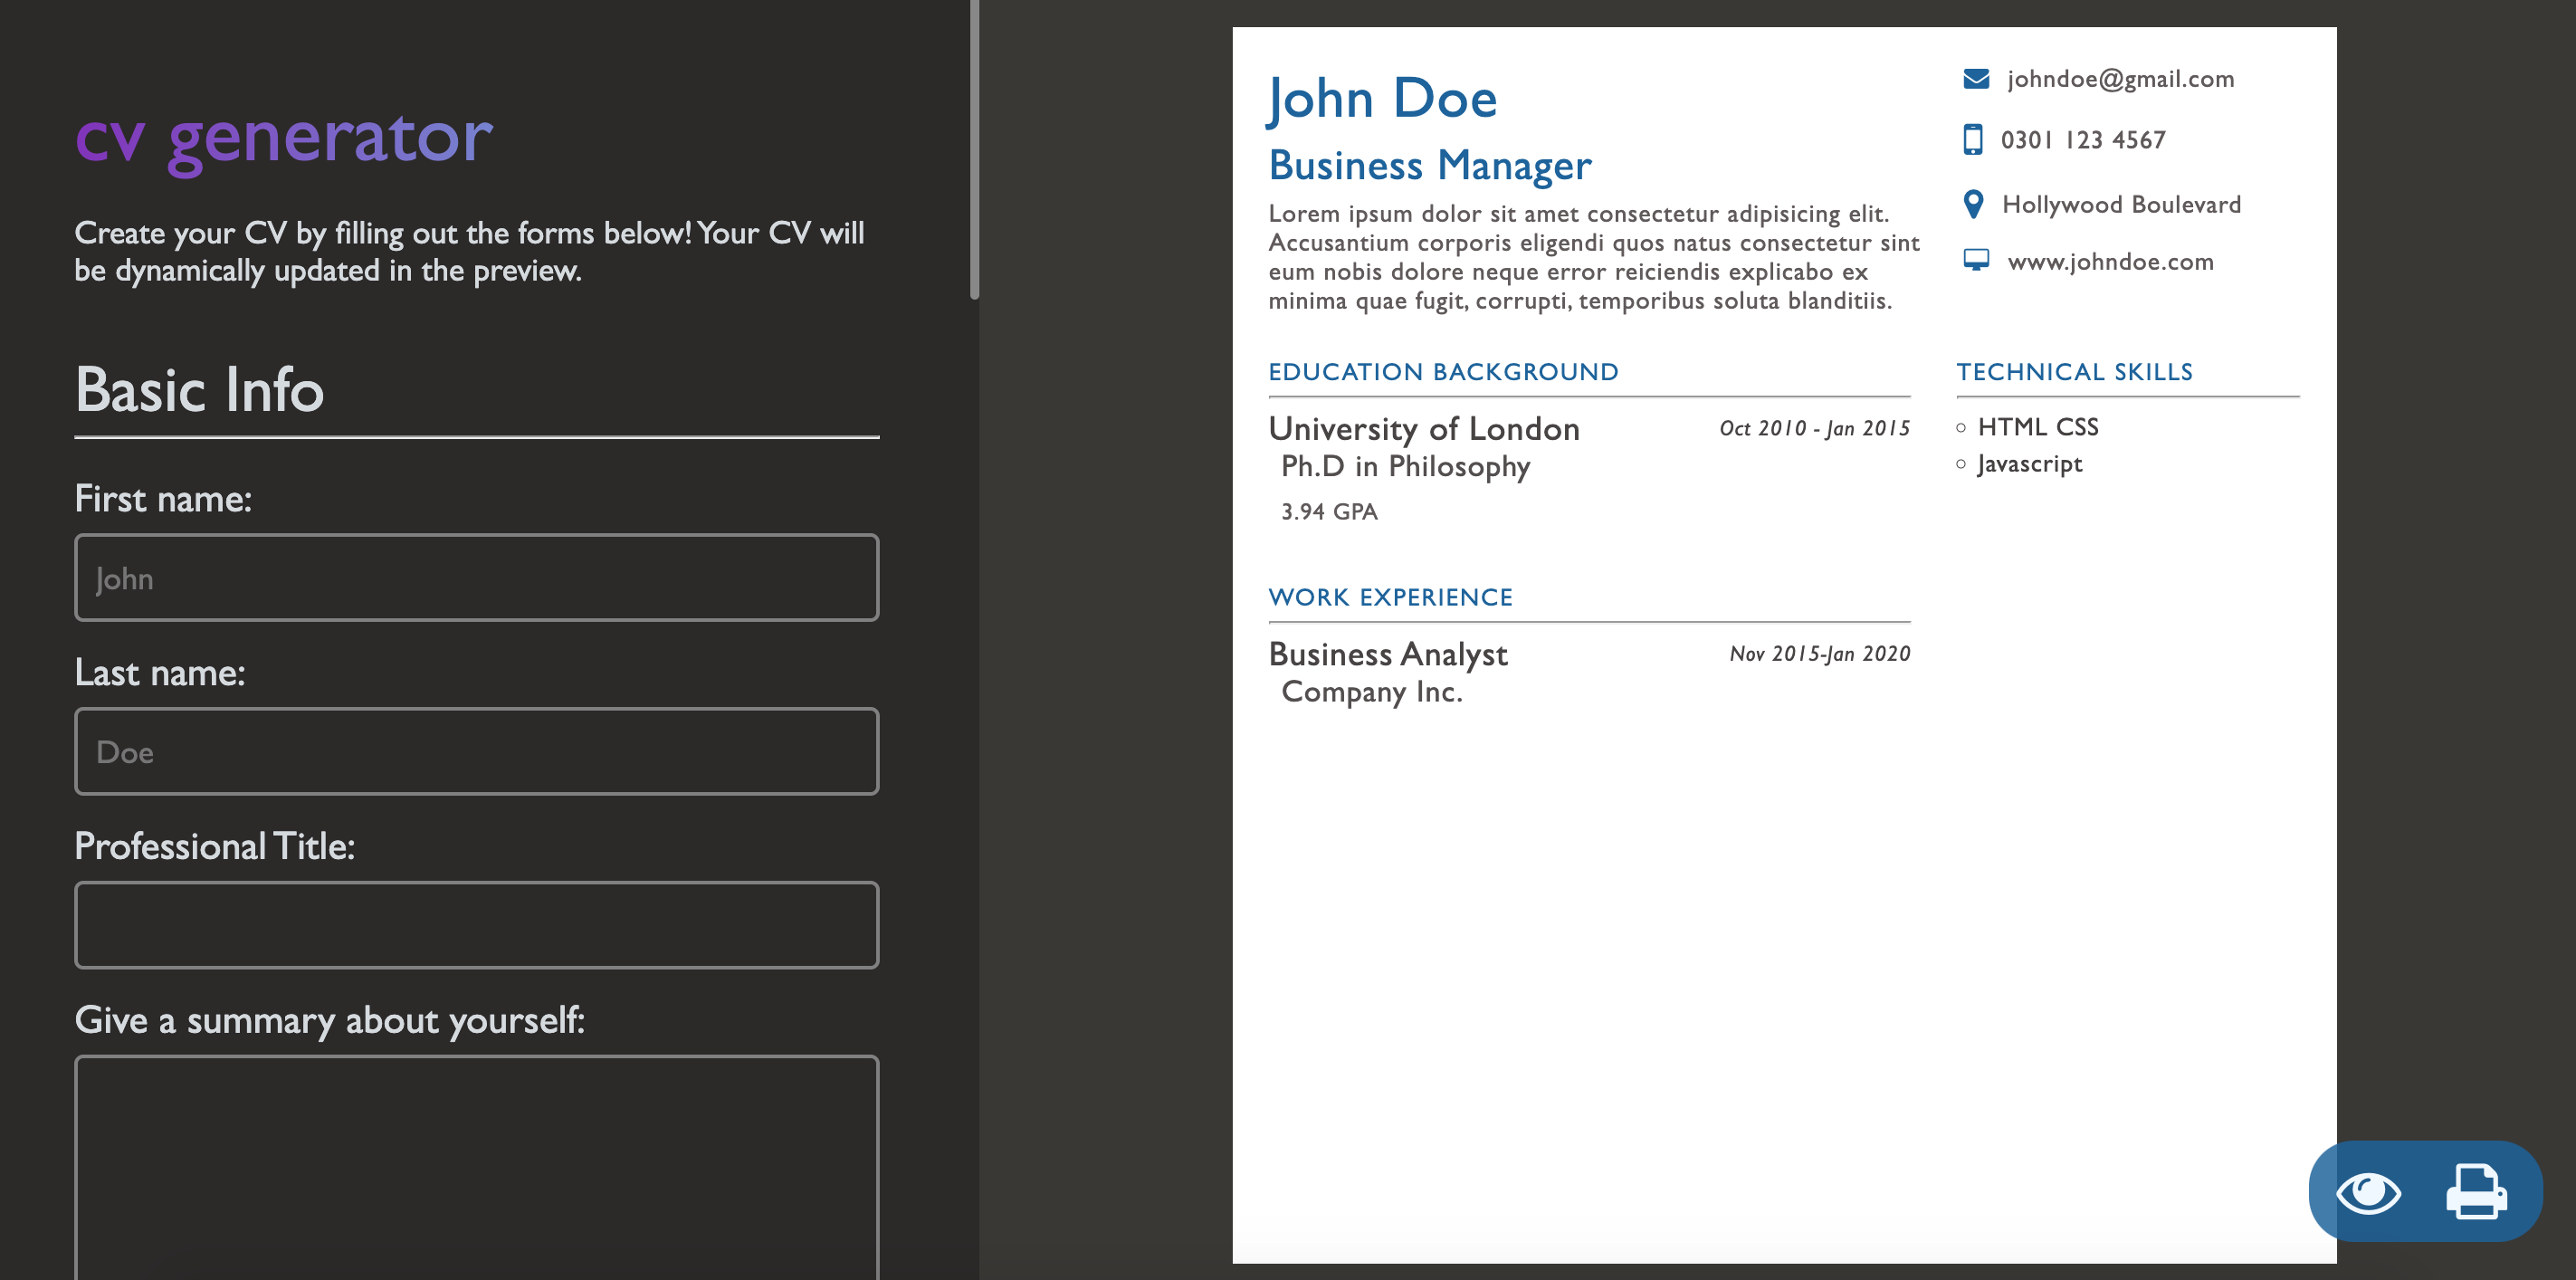 cv generator
Create your CV by filling out the forms below! Your CV will
be dynamically updated in the preview.
Basic Info
First name:
John
Last name:
Doe
Professional Title:
Give a summary about yourself:
John Doe
Business Manager
Lorem ipsum dolor sit amet consectetur adipisicing elit.
Accusantium corporis eligendi quos natus consectetur sint
eum nobis dolore neque error reiciendis explicabo ex
minima quae fugit, corrupti, temporibus soluta blanditiis.
johndoe@gmail.com
0301 123 4567
Hollywood Boulevard
www.johndoe.com
EDUCATION BACKGROUND
University of London
Oct 2010 - Jan 2015
Ph.D in Philosophy
3.94 GPA
WORK EXPERIENCE
Business Analyst
Nov 2015-Jan 2020
Company Inc.
TECHNICAL SKILLS
HTML CSS
Javascript